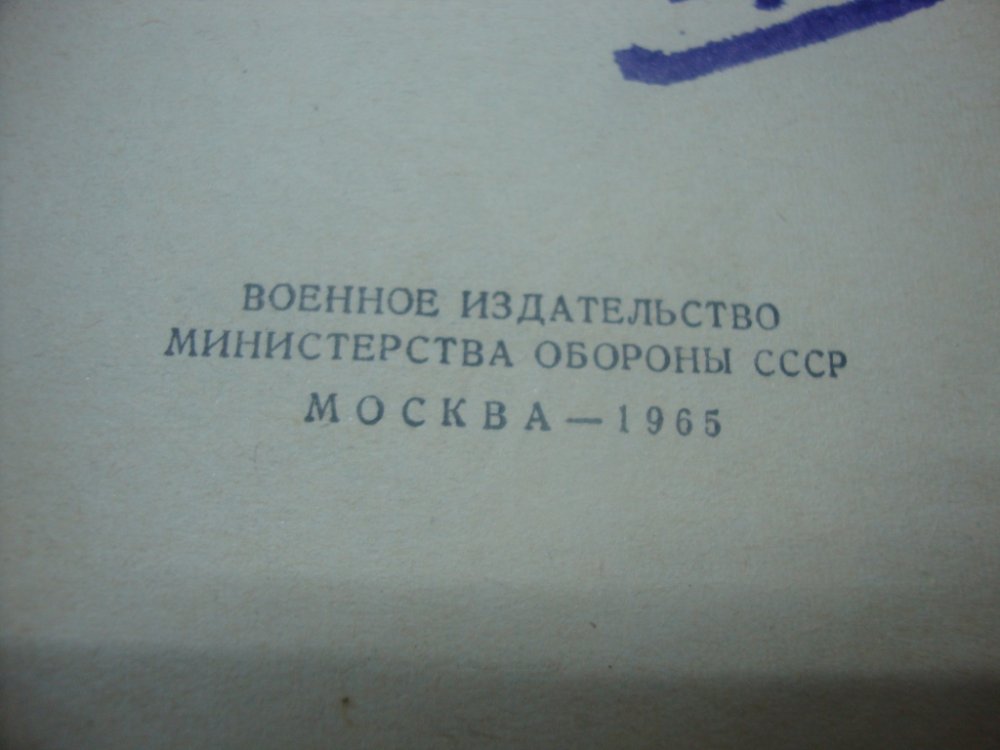 ВОЕННОЕ ИЗДАТЕЛЬСТВО
МИНИСТЕРСТВА ОБОРОНЫ СССР
МОСКВА — 1965